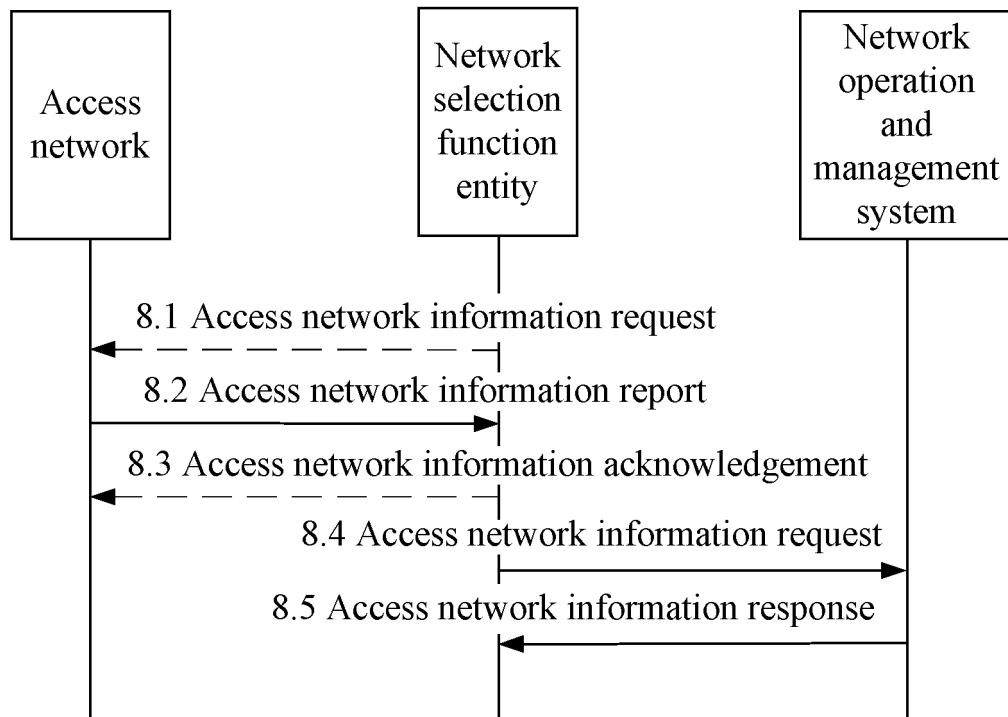 Access
network
Network
selection
function
entity
Network
operation
and
management
system
8.1 Access network information request
8.2 Access network information report
8.3 Access network information acknowledgement
8.4 Access network information request
8.5 Access network information response